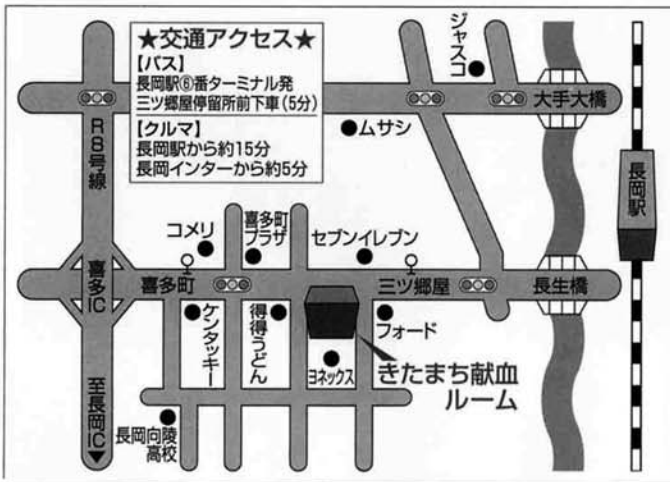 ★交通アクセス★
【バス】
長岡駅⑥番ターミナル発
三ツ郷屋停留所前下車(5分)
【クルマ】
長岡駅から約15分
長岡インターから約5分
ジャスコ
大手大橋
ムサシ
R8号線
長岡駅
コメリ
喜多町
プラザ
セブンイレブン
喜多IC
喜多町
三ツ郷屋
長生橋
ケンタッキー
得得うどん
フォード
ヨネックス
きたまち献血
ルーム
長岡向陵
高校
至長岡IC